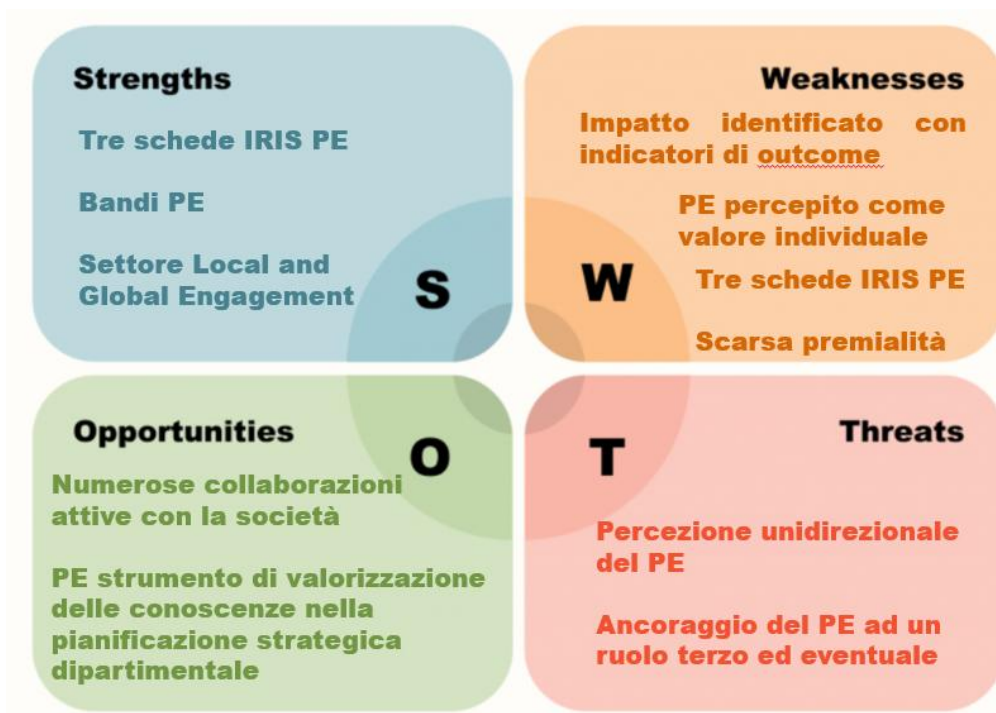 Strengths
Tre schede IRIS PE
Bandi PE
Settore Local and
Global Engagement
S
Weaknesses
Impatto identificato con
indicatori di outcome
PE percepito come
valore individuale
W
Tre schede IRIS PE
Scarsa premialità
Opportunities
O
Numerose collaborazioni
attive con la società
PE strumento di valorizzazione
delle conoscenze nella
pianificazione strategica
dipartimentale
Threats
T
Percezione unidirezionale
del PE
Ancoraggio del PE ad un
ruolo terzo ed eventuale